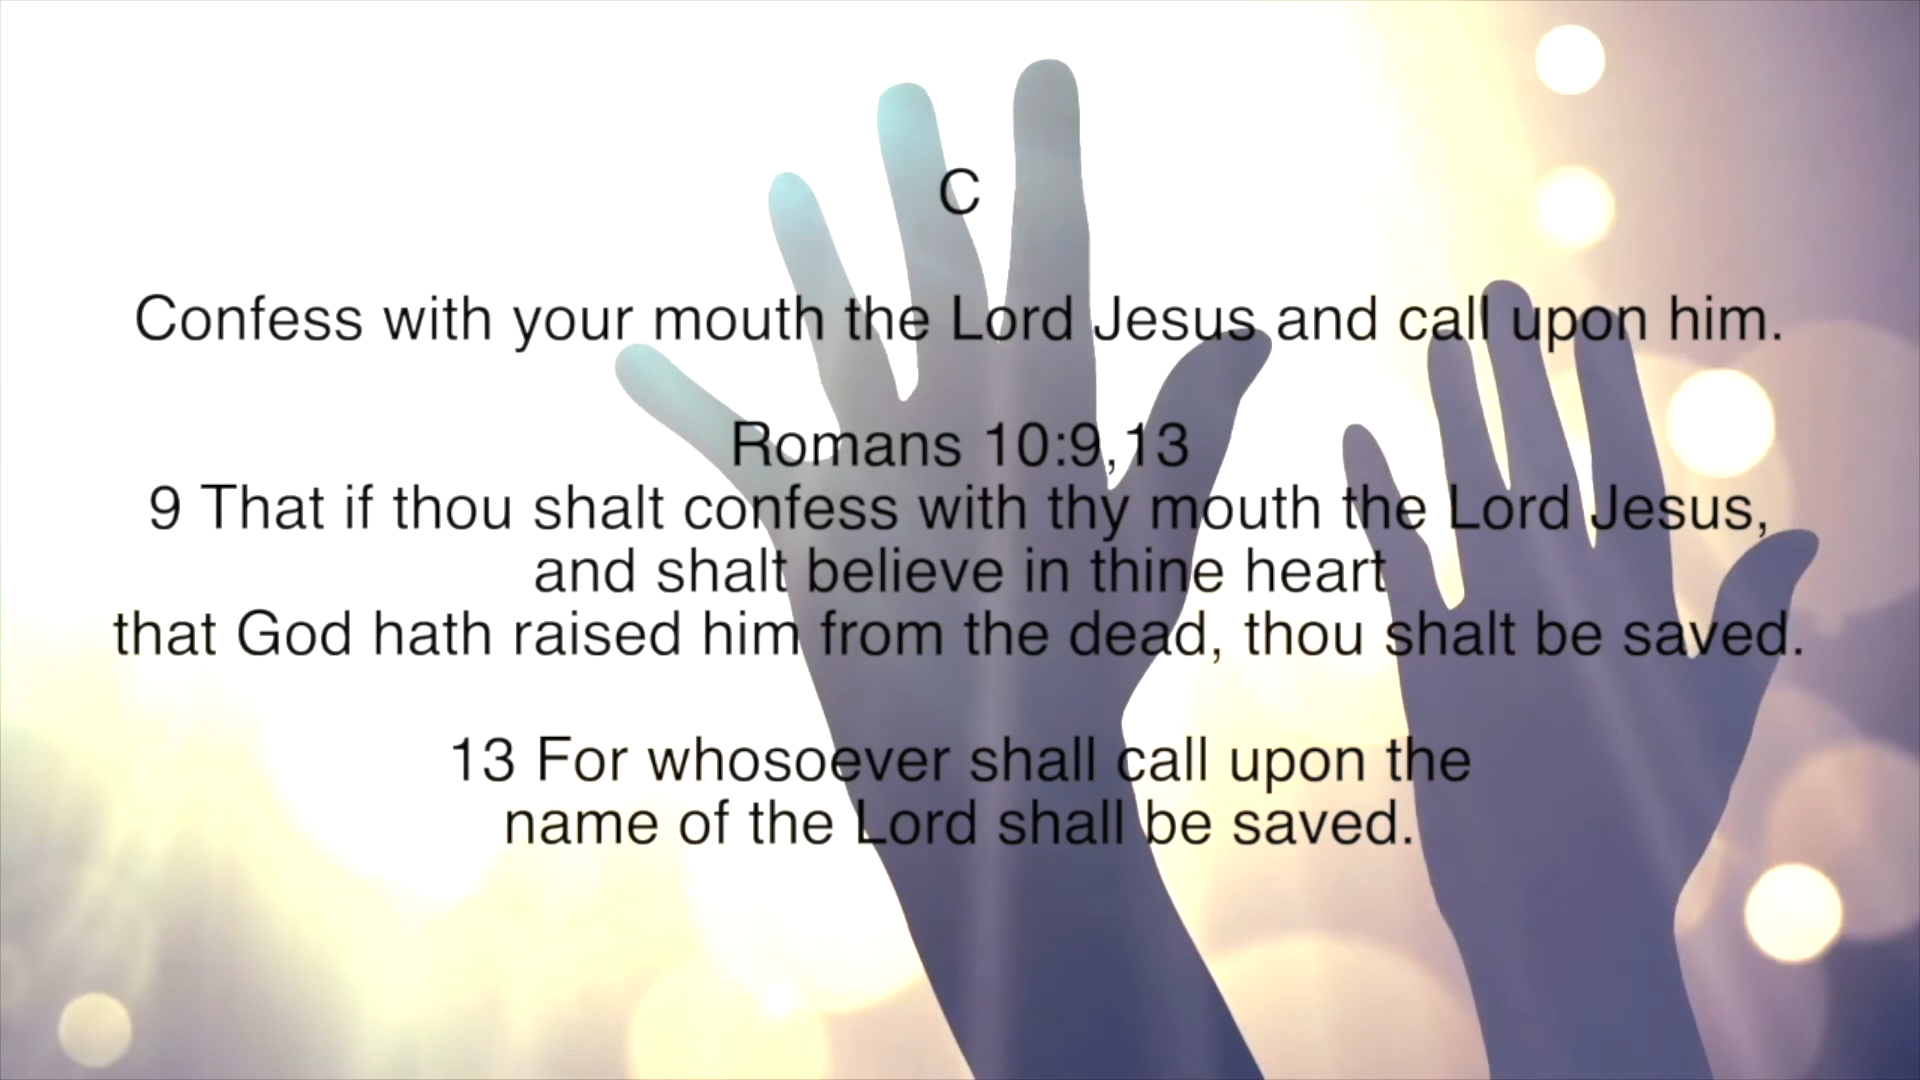 C
Confess with your mouth the Lord Jesus and call upon him.
Romans 10:9,13
9 That if thou shalt confess with thy mouth the Lord Jesus,
and shalt believe in thine heart
that God hath raised him from the dead, thou shalt be saved.
13 For whosoever shall call upon the
name of the Lord shall be saved.